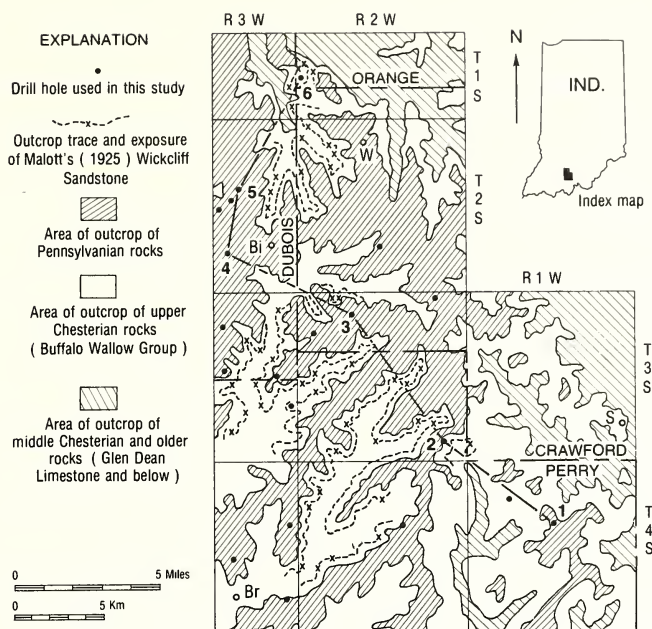 EXPLANATION
Drill hole used in this study
x
Outcrop trace and exposure
of Malott's ( 1925 ) Wickcliff
Sandstone
Area of outcrop of
Pennsylvanian rocks
Area of outcrop of upper
Chesterian rocks
( Buffalo Wallow Group )
Area of outcrop of
middle Chesterian and older
rocks ( Glen Dean
Limestone and below )
0 5 Miles
0 5 Km
R 3 W R 2 W
T 1 S
T 2 S
R 1 W
T 3 S
T 4 S
N
IND.
Index map
ORANGE
6
W
5
Bi
DUBOIS
4
3
S
2
CRAWFORD
PERRY
1
Br